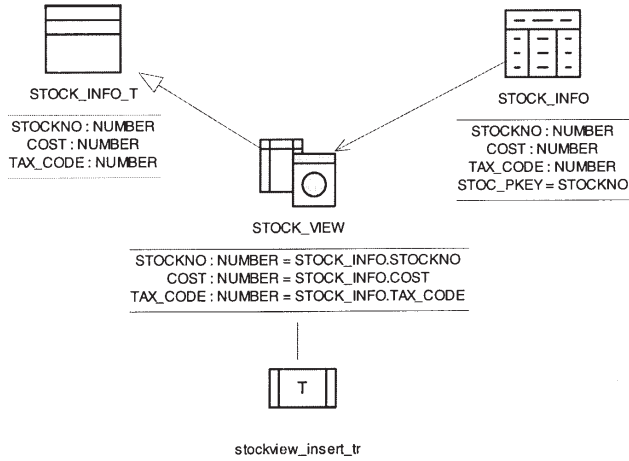 STOCK_INFO_T
STOCKNO : NUMBER
COST : NUMBER
TAX_CODE : NUMBER
STOCK_INFO
STOCKNO : NUMBER
COST : NUMBER
TAX_CODE : NUMBER
STOC_PKEY = STOCKNO
STOCK_VIEW
STOCKNO : NUMBER = STOCK_INFO.STOCKNO
COST : NUMBER = STOCK_INFO.COST
TAX_CODE : NUMBER = STOCK_INFO.TAX_CODE
T
stockview_insert_tr